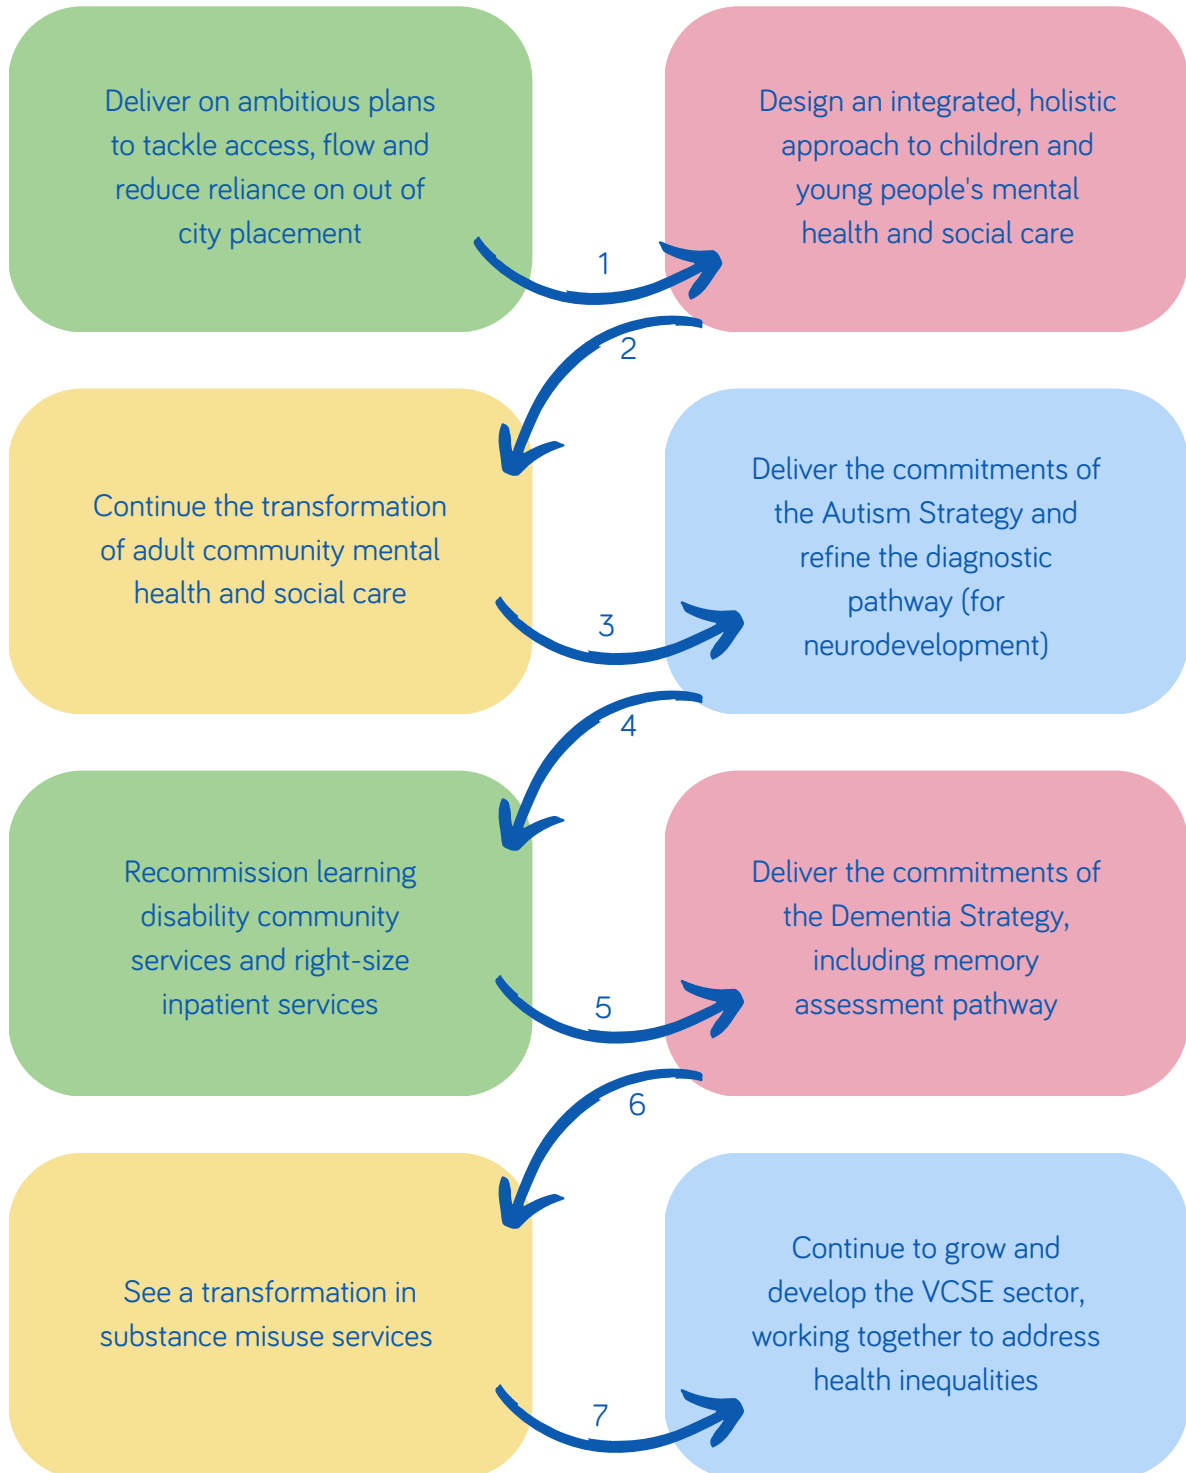 Deliver on ambitious plans
to tackle access, flow and
reduce reliance on out of
city placement
1
Design an integrated, holistic
approach to children and
young people's mental
health and social care
2
Continue the transformation
of adult community mental
health and social care
3
Deliver the commitments of
the Autism Strategy and
refine the diagnostic
pathway (for
neurodevelopment)
4
Recommission learning
disability community
services and right-size
inpatient services
5
Deliver the commitments of
the Dementia Strategy,
including memory
assessment pathway
6
See a transformation in
substance misuse services
7
Continue to grow and
develop the VCSE sector,
working together to address
health inequalities